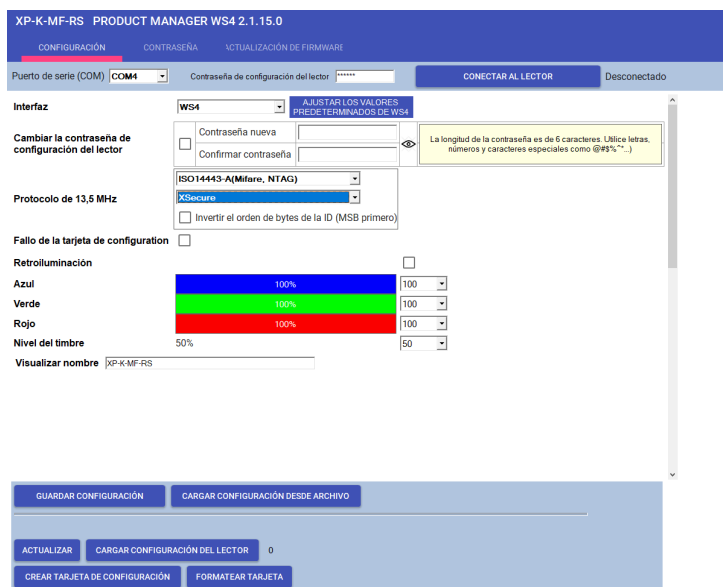 XP-K-MF-RS PRODUCT MANAGER WS4 2.1.15.0
CONFIGURACIÓN CONTRASEÑA ACTUALIZACIÓN DE FIRMWARE
Puerto de serie (COM) COM4 Contraseña de configuración del lector ****** CONECTAR AL LECTOR Desconectado
Interfaz WS4 AJUSTAR LOS VALORES
PREDETERMINADOS DE WS4
Cambiar la contraseña de
configuración del lector
Contraseña nueva
Confirmar contraseña
La longitud de la contraseña es de 6 caracteres. Utilice letras,
números y caracteres especiales como @#$%^*...)
ISO14443-A(Mifare, NTAG)
Protocolo de 13,5 MHz XSecure
Invertir el orden de bytes de la ID (MSB primero)
Fallo de la tarjeta de configuration
Retroiluminación
Azul 100% 100
Verde 100% 100
Rojo 100% 100
Nivel del timbre 50% 50
Visualizar nombre XP-K-MF-RS
GUARDAR CONFIGURACIÓN CARGAR CONFIGURACIÓN DESDE ARCHIVO
ACTUALIZAR CARGAR CONFIGURACIÓN DEL LECTOR 0
CREAR TARJETA DE CONFIGURACIÓN FORMATEAR TARJETA